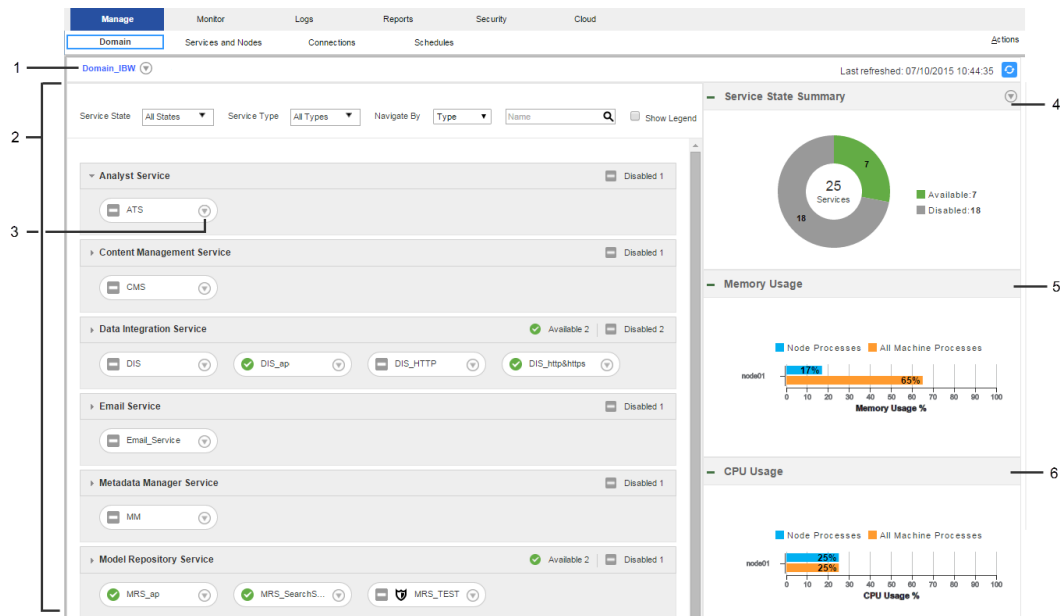 Manage Monitor Logs Reports Security Cloud
Domain Services and Nodes Connections Schedules Actions
1 Domain_IBW Last refreshed: 07/10/2015 10:44:35
2
Service State All States Service Type All Types Navigate By Type Name Show Legend
Analyst Service Disabled 1
3 ATS
Content Management Service Disabled 1
CMS
Data Integration Service Available 2 Disabled 2
DIS DIS_ap DIS_HTTP DIS_http&https
Email Service Disabled 1
Email_Service
Metadata Manager Service Disabled 1
MM
Model Repository Service Available 2 Disabled 1
MRS_ap MRS_SearchS... MRS_TEST
Service State Summary 4
7
25
Services
18
Available:7
Disabled:18
Memory Usage 5
Node Processes All Machine Processes
17%
node01
65%
0 10 20 30 40 50 60 70 80 90 100
Memory Usage %
CPU Usage 6
Node Processes All Machine Processes
25%
node01
25%
0 10 20 30 40 50 60 70 80 90 100
CPU Usage %